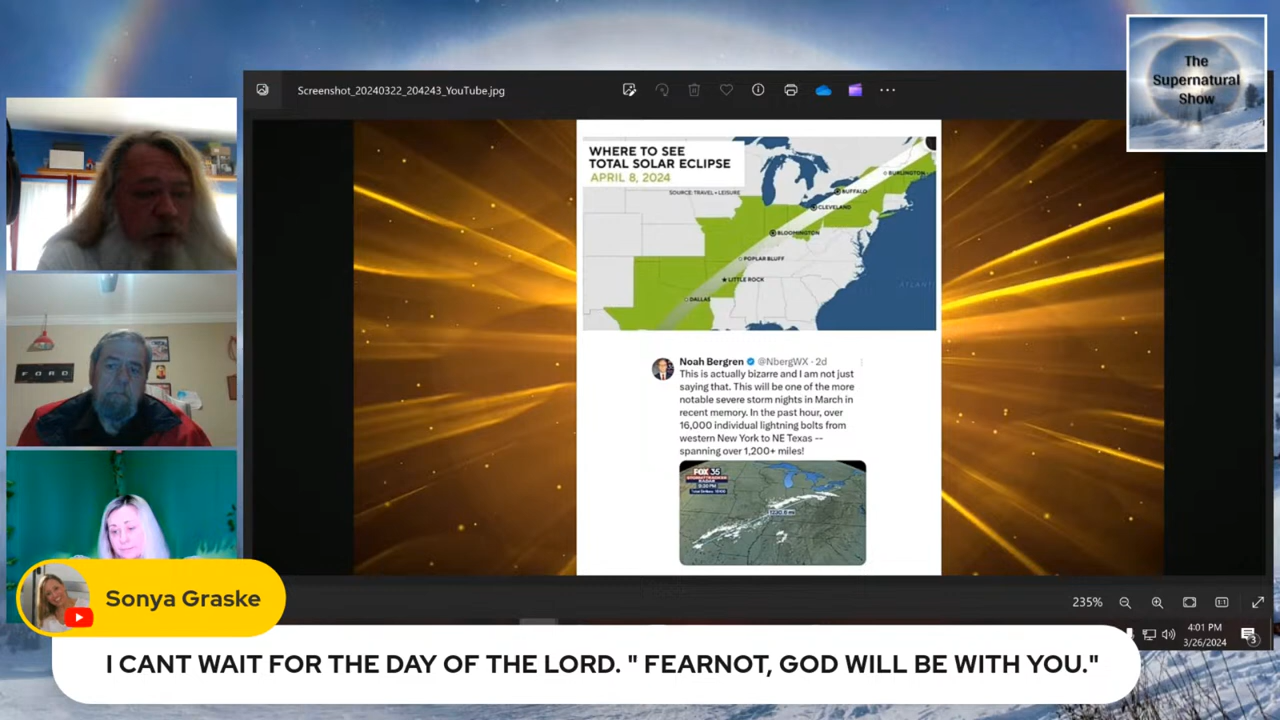 The
Supernatural
Show
Screenshot_20240322_204243_YouTube.jpg
WHERE TO SEE
TOTAL SOLAR ECLIPSE
APRIL 8, 2024
SOURCE: TRAVEL + LEISURE
BURLINGTON
BUFFALO
CLEVELAND
BLOOMINGTON
POPLAR BLUFF
LITTLE ROCK
DALLAS
Noah Bergren @NbergWX · 2d
This is actually bizarre and I am not just
saying that. This will be one of the more
notable severe storm nights in March in
recent memory. In the past hour, over
16,000 individual lightning bolts from
western New York to NE Texas --
spanning over 1,200+ miles!
FOX 35
FORD
Sonya Graske
I CANT WAIT FOR THE DAY OF THE LORD. " FEARNOT, GOD WILL BE WITH YOU."
235%
4:01 PM
3/26/2024
3